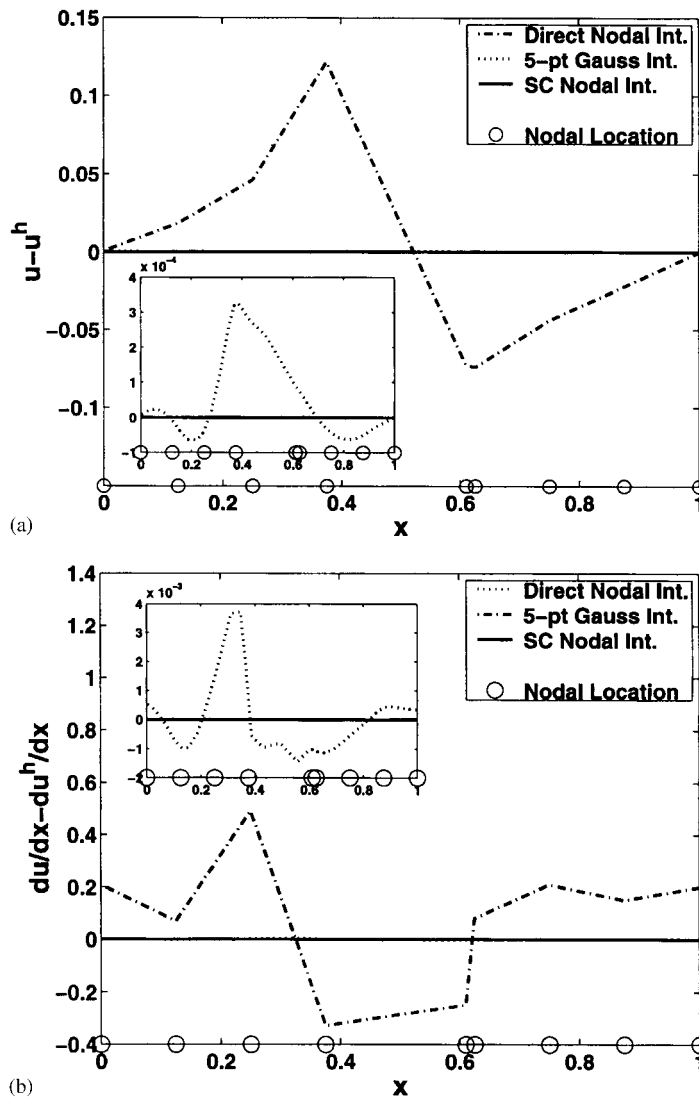 0.15
Direct Nodal Int.
5-pt Gauss Int.
SC Nodal Int.
Nodal Location
0.1
0.05
0
-0.05
-0.1
u-u^h
x 10^-4
4
3
2
1
0
-1
0 0.2 0.4 0.6 0.8 1
0 0.2 0.4 0.6 0.8 1
x
(a)
1.4
Direct Nodal Int.
5-pt Gauss Int.
SC Nodal Int.
Nodal Location
1.2
1
0.8
0.6
0.4
0.2
0
-0.2
-0.4
du/dx-du^h/dx
x 10^-3
4
3
2
1
0
-1
-2
0 0.2 0.4 0.6 0.8 1
0 0.2 0.4 0.6 0.8 1
x
(b)